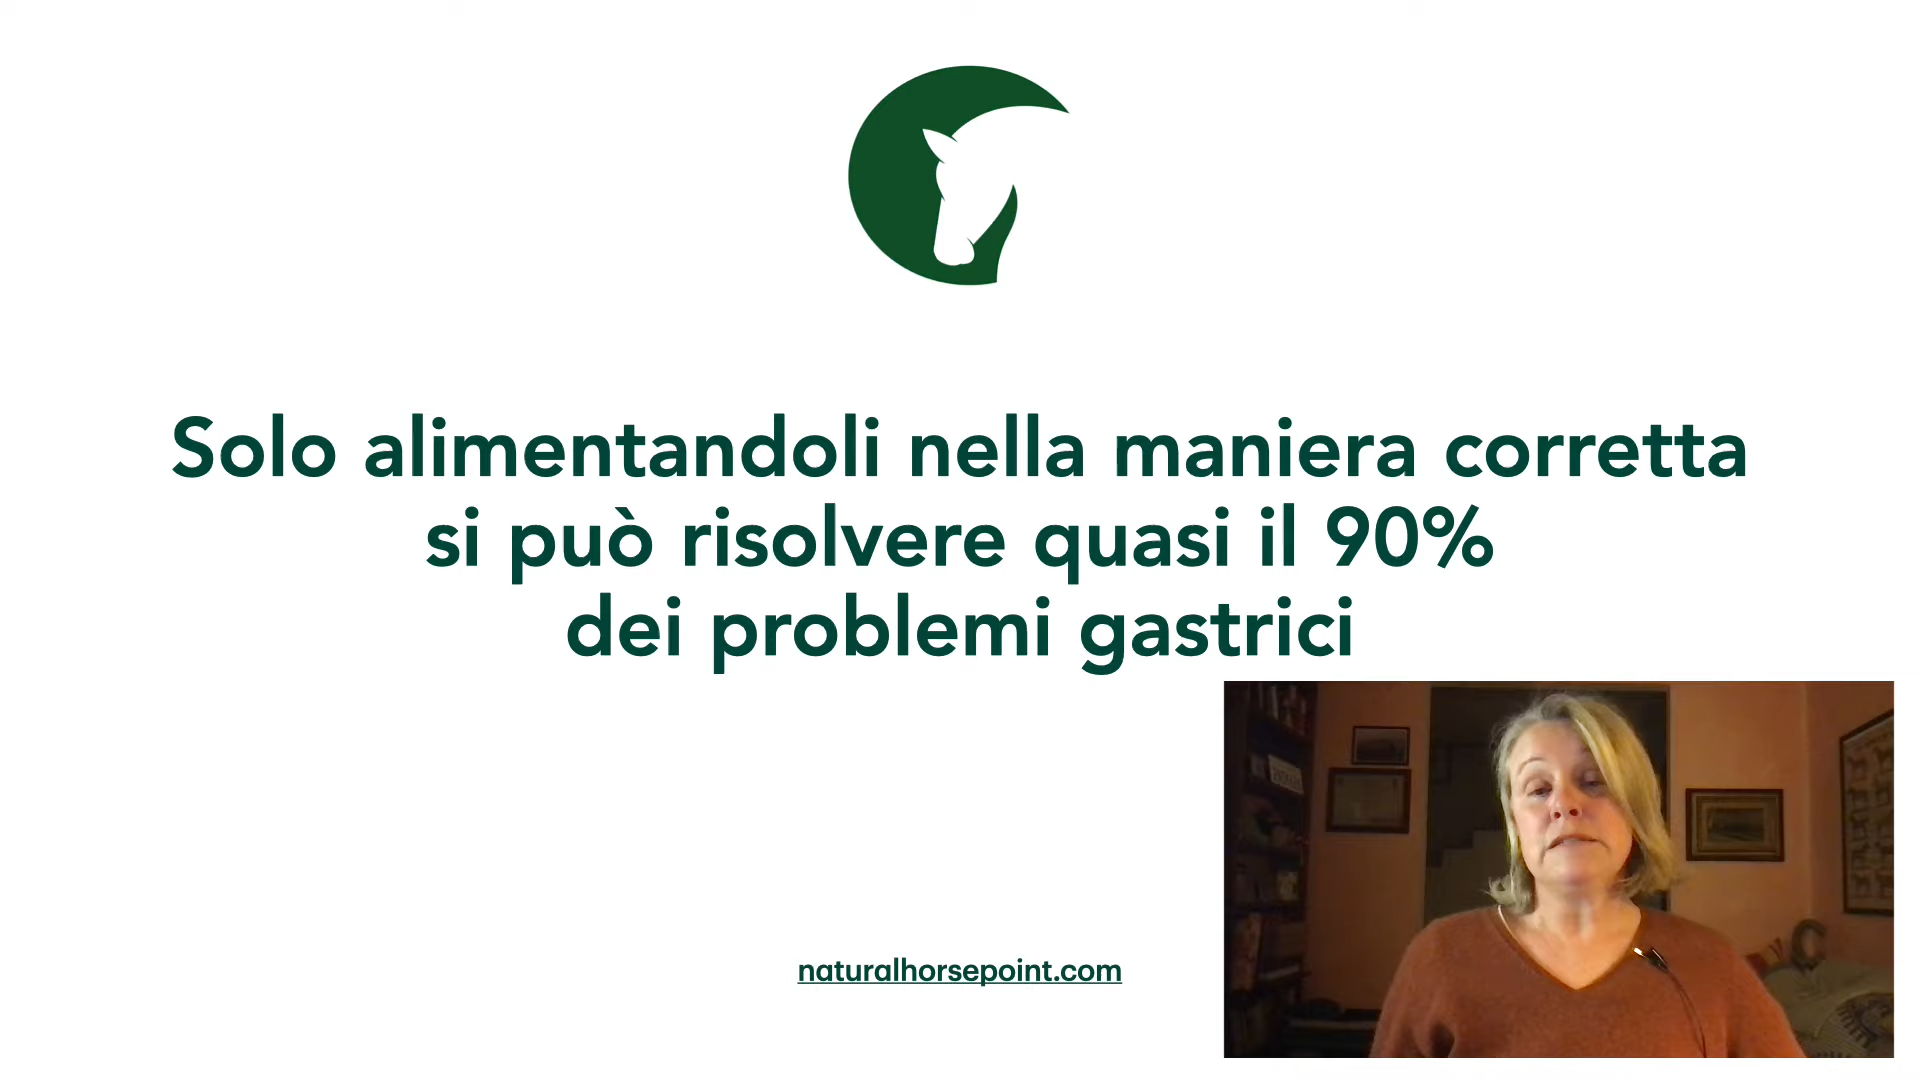 Solo alimentandoli nella maniera corretta
si può risolvere quasi il 90%
dei problemi gastrici
naturalhorsepoint.com